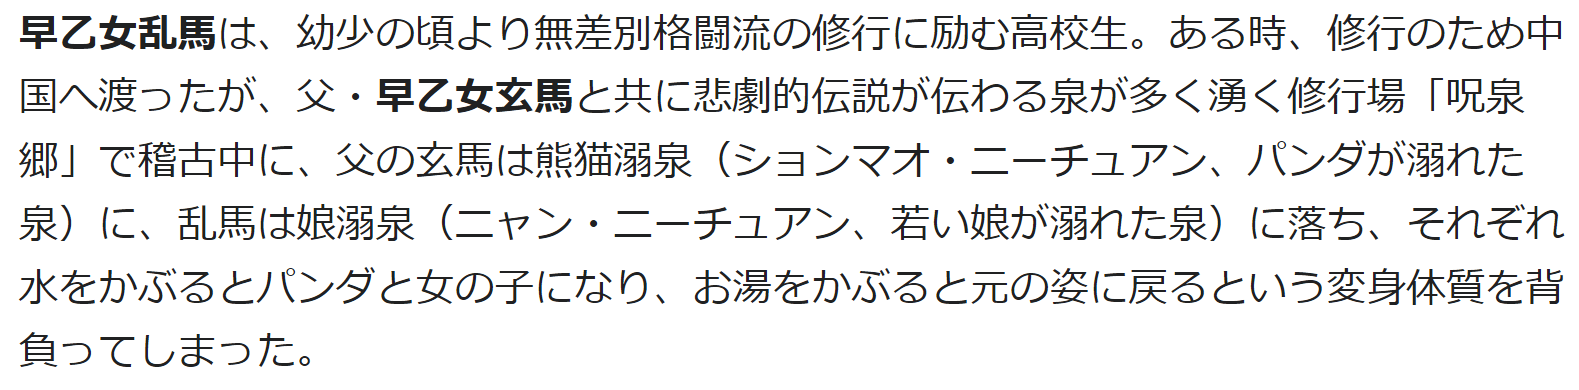 早乙女乱馬は、幼少の頃より無差別格闘流の修行に励む高校生。ある時、修行のため中
国へ渡ったが、父・早乙女玄馬と共に悲劇的伝説が伝わる泉が多く湧く修行場「呪泉
郷」で稽古中に、父の玄馬は熊猫溺泉（ションマオ・ニーチュアン、パンダが溺れた
泉）に、乱馬は娘溺泉（ニャン・ニーチュアン、若い娘が溺れた泉）に落ち、それぞれ
水をかぶるとパンダと女の子になり、お湯をかぶると元の姿に戻るという変身体質を背
負ってしまった。